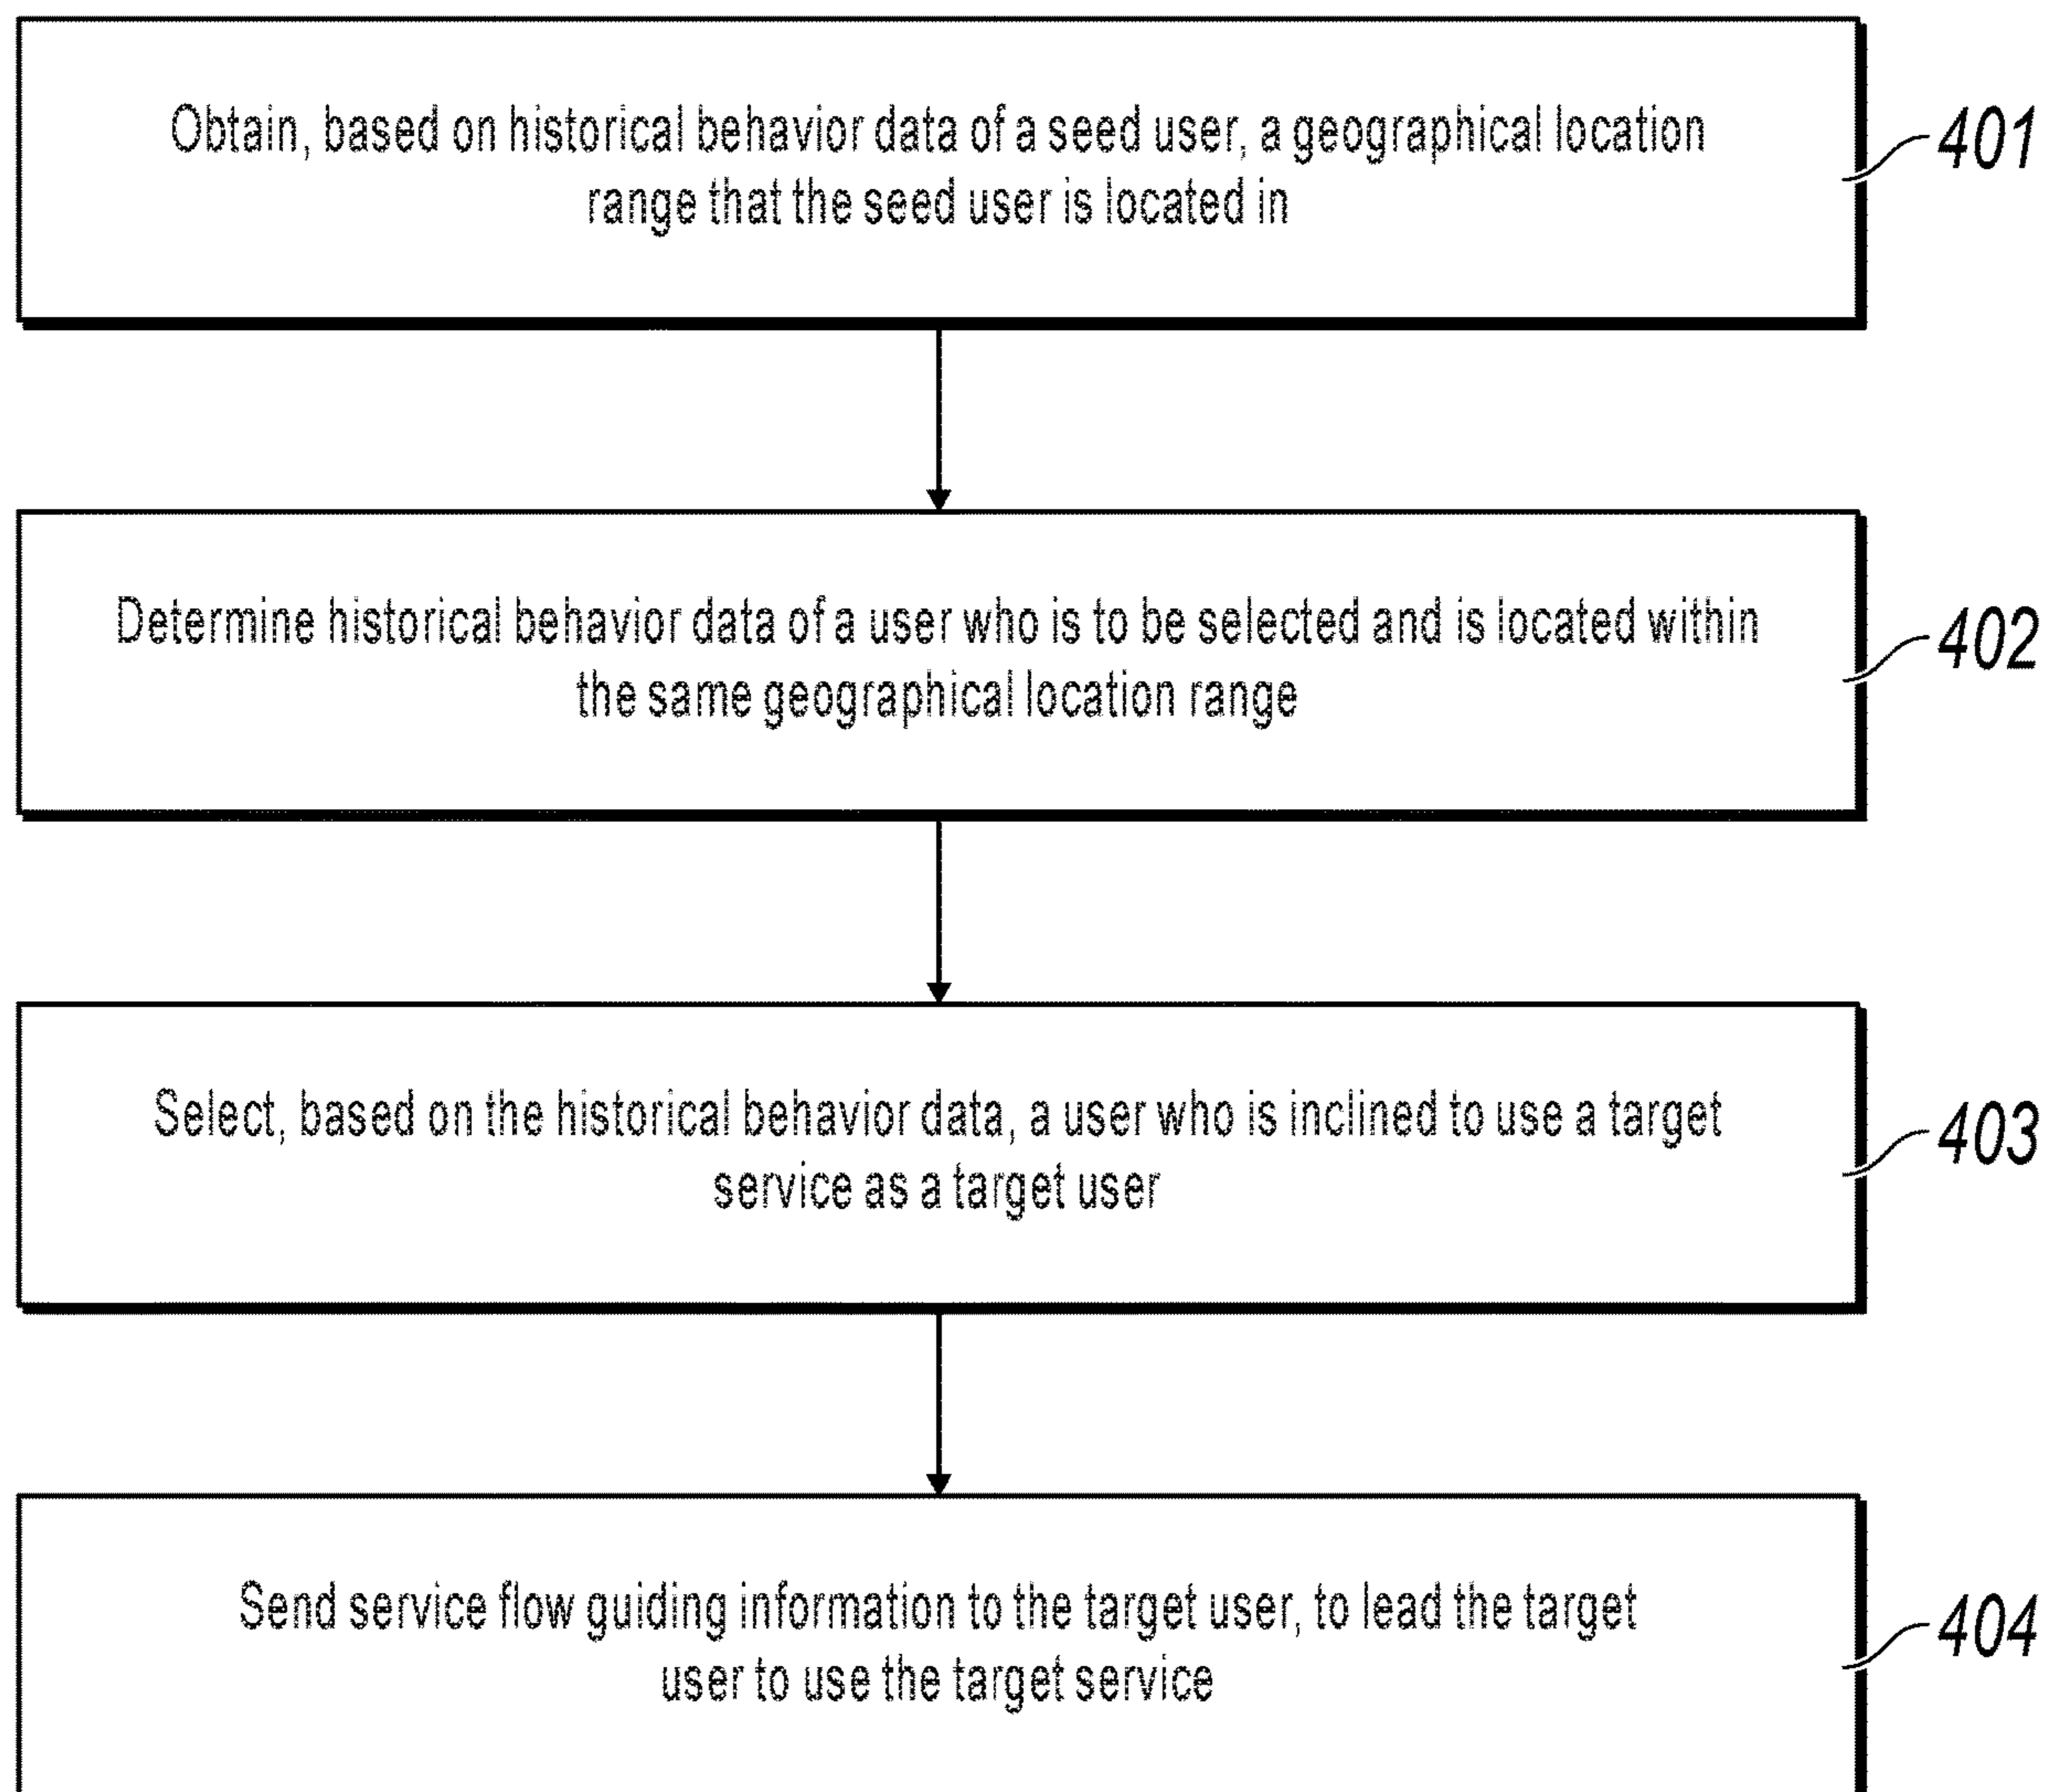 Obtain, based on historical behavior data of a seed user, a geographical location
range that the seed user is located in
401
Determine historical behavior data of a user who is to be selected and is located within
the same geographical location range
402
Select, based on the historical behavior data, a user who is inclined to use a target
service as a target user
403
Send service flow guiding information to the target user, to lead the target
user to use the target service
404